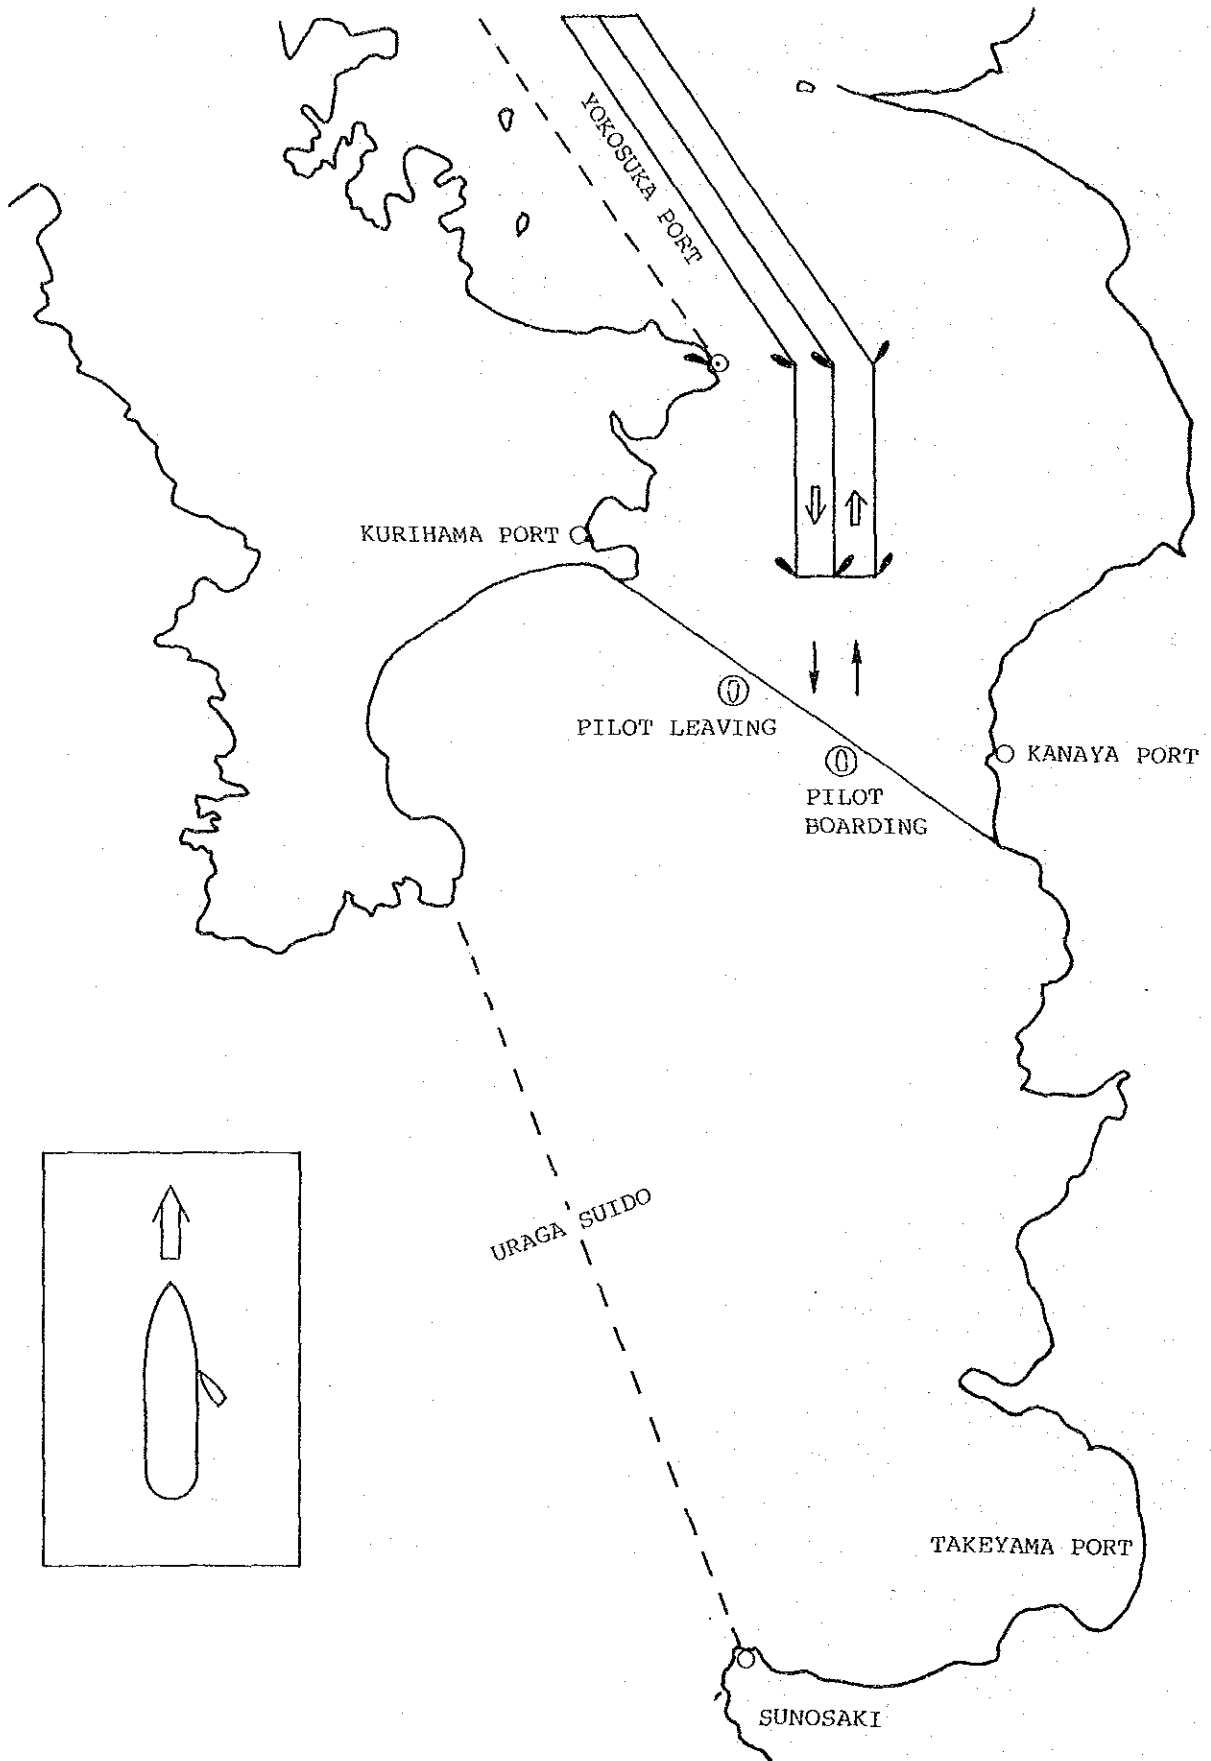 YOKOSUKA PORT
KURIHAMA PORT
PILOT LEAVING
KANAYA PORT
PILOT
BOARDING
URAGA SUIDO
TAKEYAMA PORT
SUNOSAKI